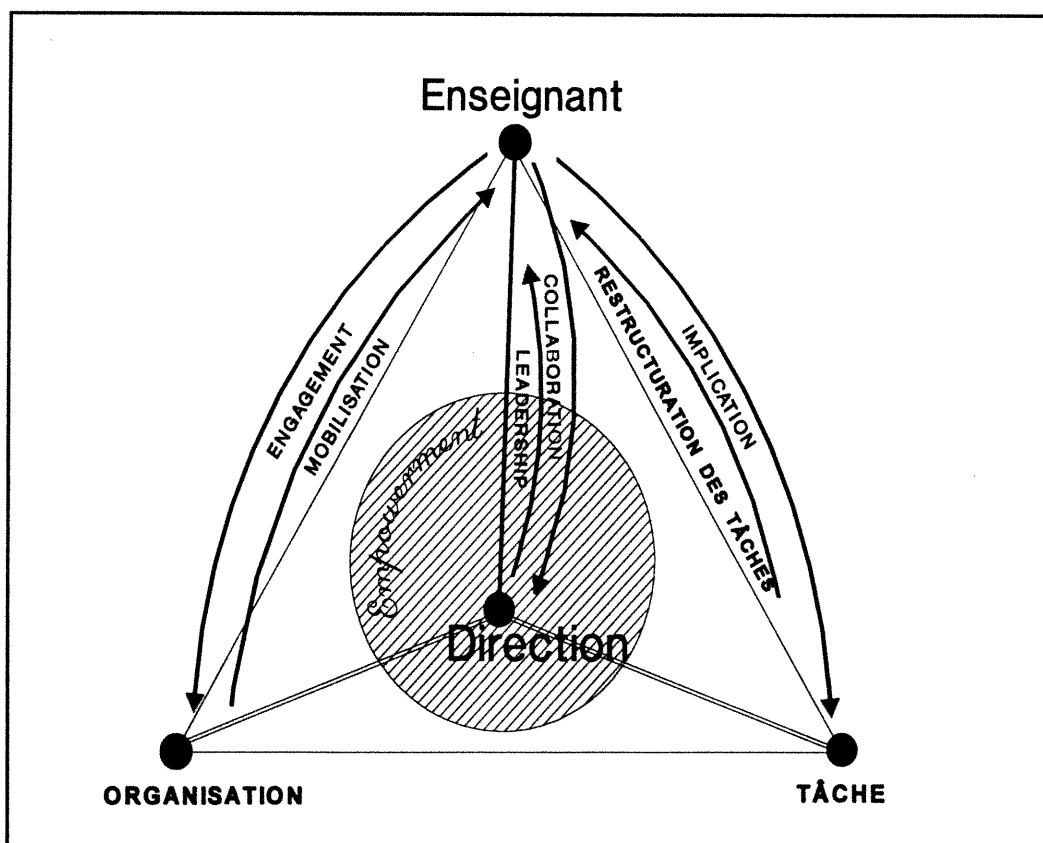 Enseignant
ENGAGEMENT
MOBILISATION
LEADERSHIP
COLLABORATION
RESTRUCTURATION DES TÂCHES
IMPLICATION
Empowerment
Direction
ORGANISATION
TÂCHE